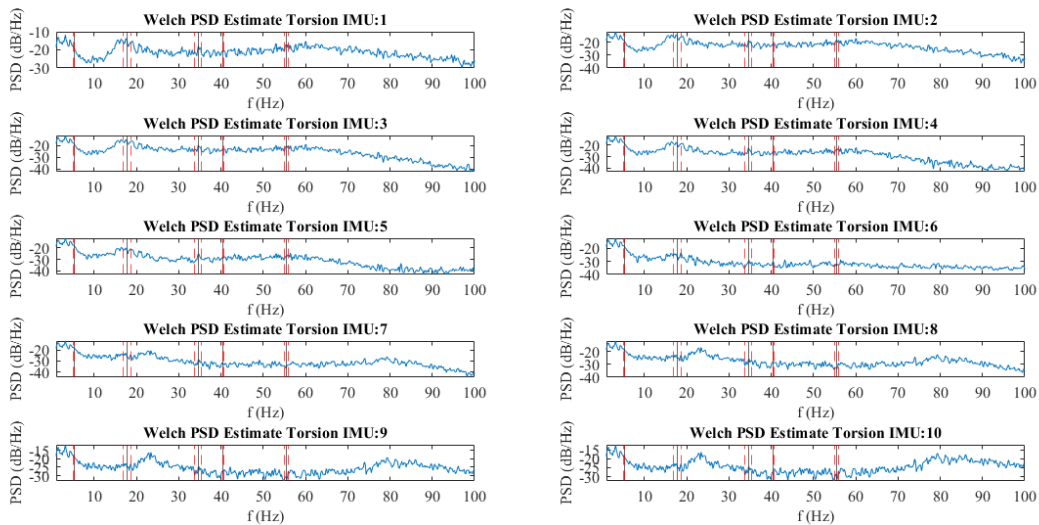 Welch PSD Estimate Torsion IMU:1
PSD (dB/Hz)
-10
-20
-30
10 20 30 40 50 60 70 80 90 100
f (Hz)
Welch PSD Estimate Torsion IMU:2
PSD (dB/Hz)
-20
-30
-40
10 20 30 40 50 60 70 80 90 100
f (Hz)
Welch PSD Estimate Torsion IMU:3
PSD (dB/Hz)
-20
-30
-40
10 20 30 40 50 60 70 80 90 100
f (Hz)
Welch PSD Estimate Torsion IMU:4
PSD (dB/Hz)
-20
-30
-40
10 20 30 40 50 60 70 80 90 100
f (Hz)
Welch PSD Estimate Torsion IMU:5
PSD (dB/Hz)
-20
-30
-40
10 20 30 40 50 60 70 80 90 100
f (Hz)
Welch PSD Estimate Torsion IMU:6
PSD (dB/Hz)
-20
-30
-40
10 20 30 40 50 60 70 80 90 100
f (Hz)
Welch PSD Estimate Torsion IMU:7
PSD (dB/Hz)
-20
-30
-40
10 20 30 40 50 60 70 80 90 100
f (Hz)
Welch PSD Estimate Torsion IMU:8
PSD (dB/Hz)
-20
-30
-40
10 20 30 40 50 60 70 80 90 100
f (Hz)
Welch PSD Estimate Torsion IMU:9
PSD (dB/Hz)
-15
-20
-25
-30
10 20 30 40 50 60 70 80 90 100
f (Hz)
Welch PSD Estimate Torsion IMU:10
PSD (dB/Hz)
-15
-20
-25
-30
10 20 30 40 50 60 70 80 90 100
f (Hz)